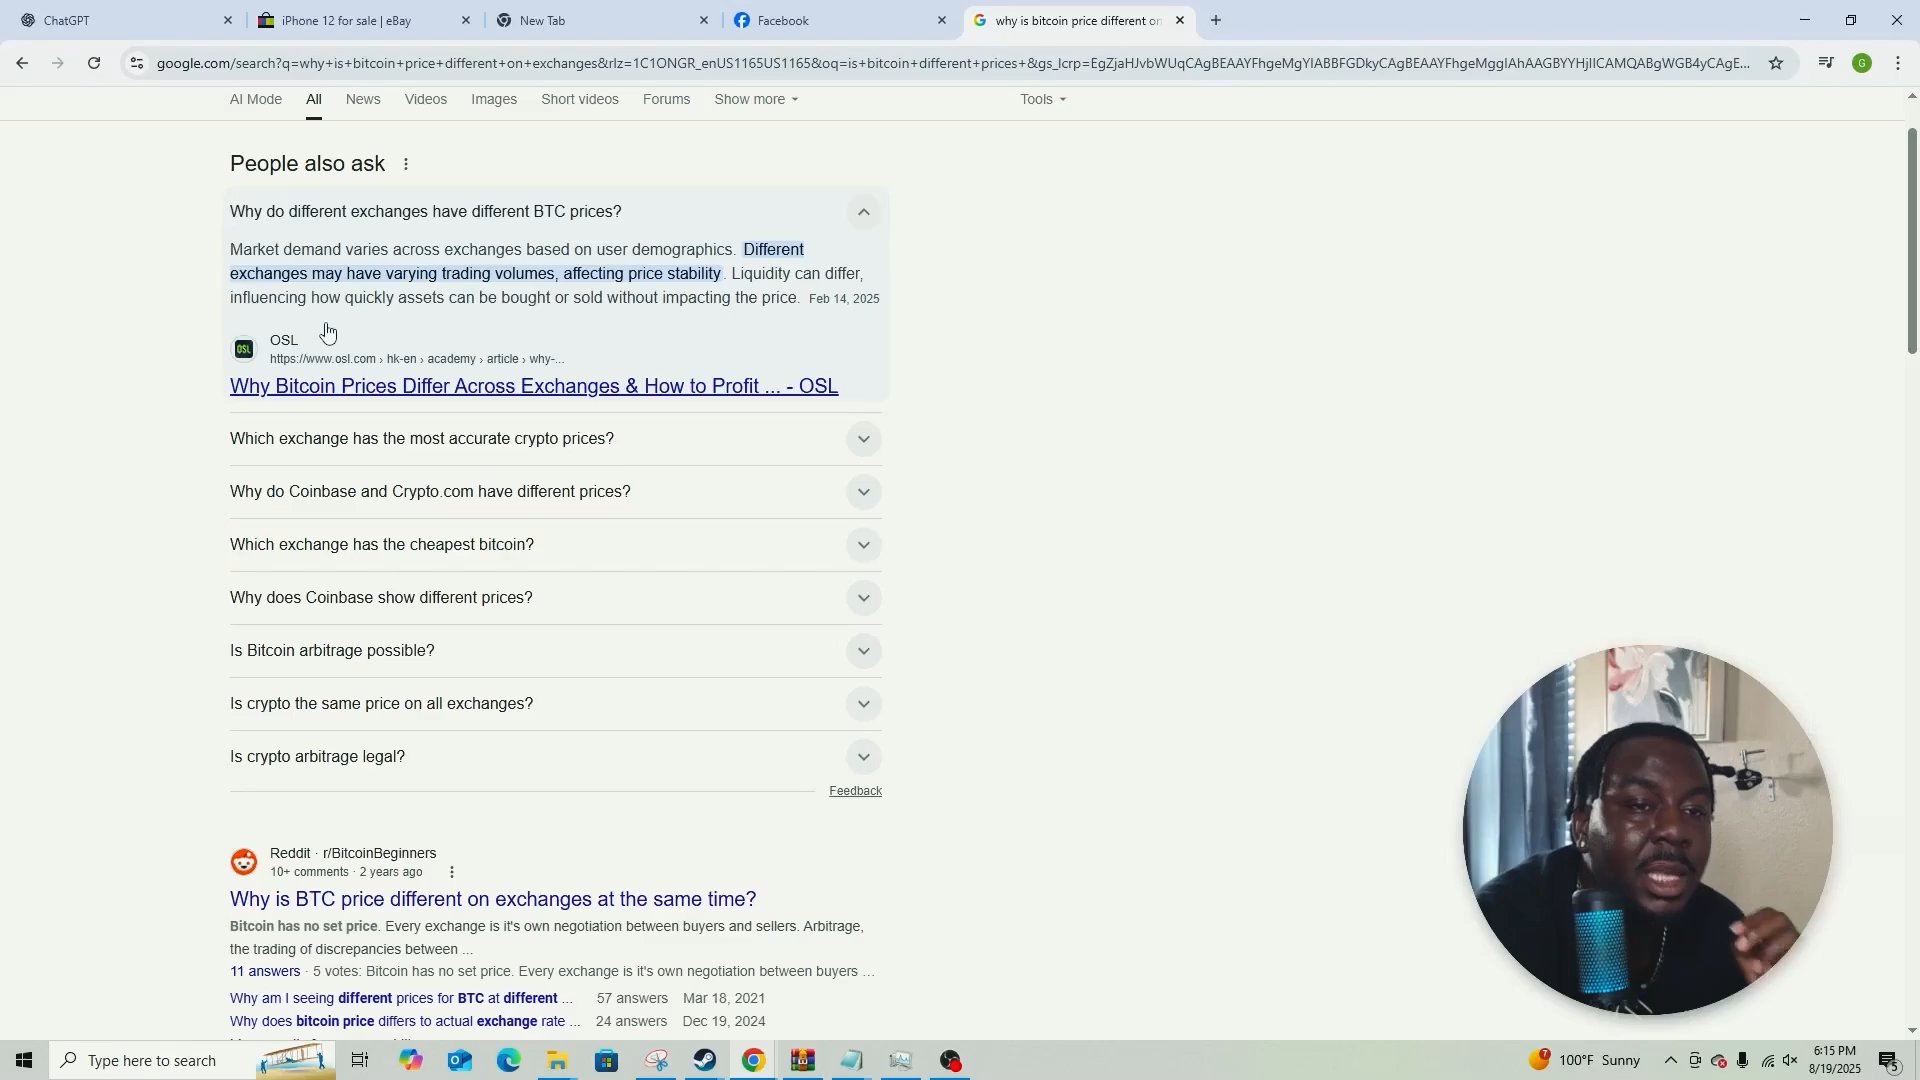 ChatGPT
iPhone 12 for sale | eBay
New Tab
Facebook
why is bitcoin price different on
google.com/search?q=why+is+bitcoin+price+different+on+exchanges&rlz=1C1ONGR_enUS1165US1165&oq=is+bitcoin+different+prices+&gs_lcrp=
G
AI Mode
All
News
Videos
Images
Short videos
Forums
Show more
Tools
People also ask
Why do different exchanges have different BTC prices?
Market demand varies across exchanges based on user demographics. Different
exchanges may have varying trading volumes, affecting price stability. Liquidity can differ,
influencing how quickly assets can be bought or sold without impacting the price. Feb 14, 2025
OSL
OSL
https://www.osl.com › hk-en › academy › article › why-...
Why Bitcoin Prices Differ Across Exchanges & How to Profit ... - OSL
Which exchange has the most accurate crypto prices?
Why do Coinbase and Crypto.com have different prices?
Which exchange has the cheapest bitcoin?
Why does Coinbase show different prices?
Is Bitcoin arbitrage possible?
Is crypto the same price on all exchanges?
Is crypto arbitrage legal?
Feedback
Reddit · r/BitcoinBeginners
10+ comments · 2 years ago
Why is BTC price different on exchanges at the same time?
Bitcoin has no set price. Every exchange is it's own negotiation between buyers and sellers. Arbitrage,
the trading of discrepancies between ...
11 answers · 5 votes: Bitcoin has no set price. Every exchange is it's own negotiation between buyers ...
Why am I seeing different prices for BTC at different ... 57 answers Mar 18, 2021
Why does bitcoin price differs to actual exchange rate ... 24 answers Dec 19, 2024
Type here to search
7
100°F Sunny
6:15 PM
8/19/2025
5